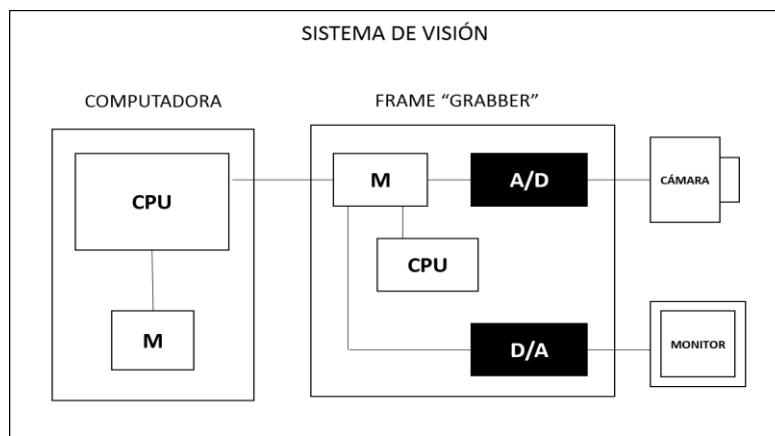 SISTEMA DE VISIÓN
COMPUTADORA
FRAME “GRABBER”
CPU
M
A/D
CÁMARA
CPU
M
D/A
MONITOR